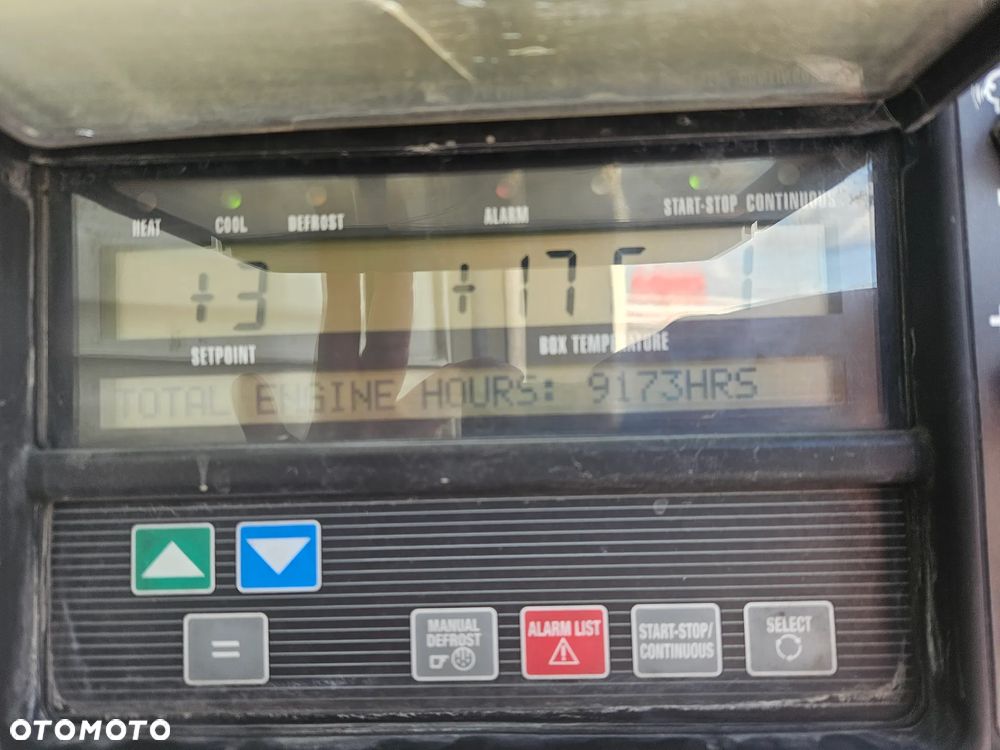 HEAT COOL DEFROST ALARM START-STOP CONTINUOUS
+3 +17
SETPOINT BOX TEMPERATURE
TOTAL ENGINE HOURS: 9173HRS
=
MANUAL DEFROST
ALARM LIST
START-STOP/
CONTINUOUS
SELECT
OTOMOTO